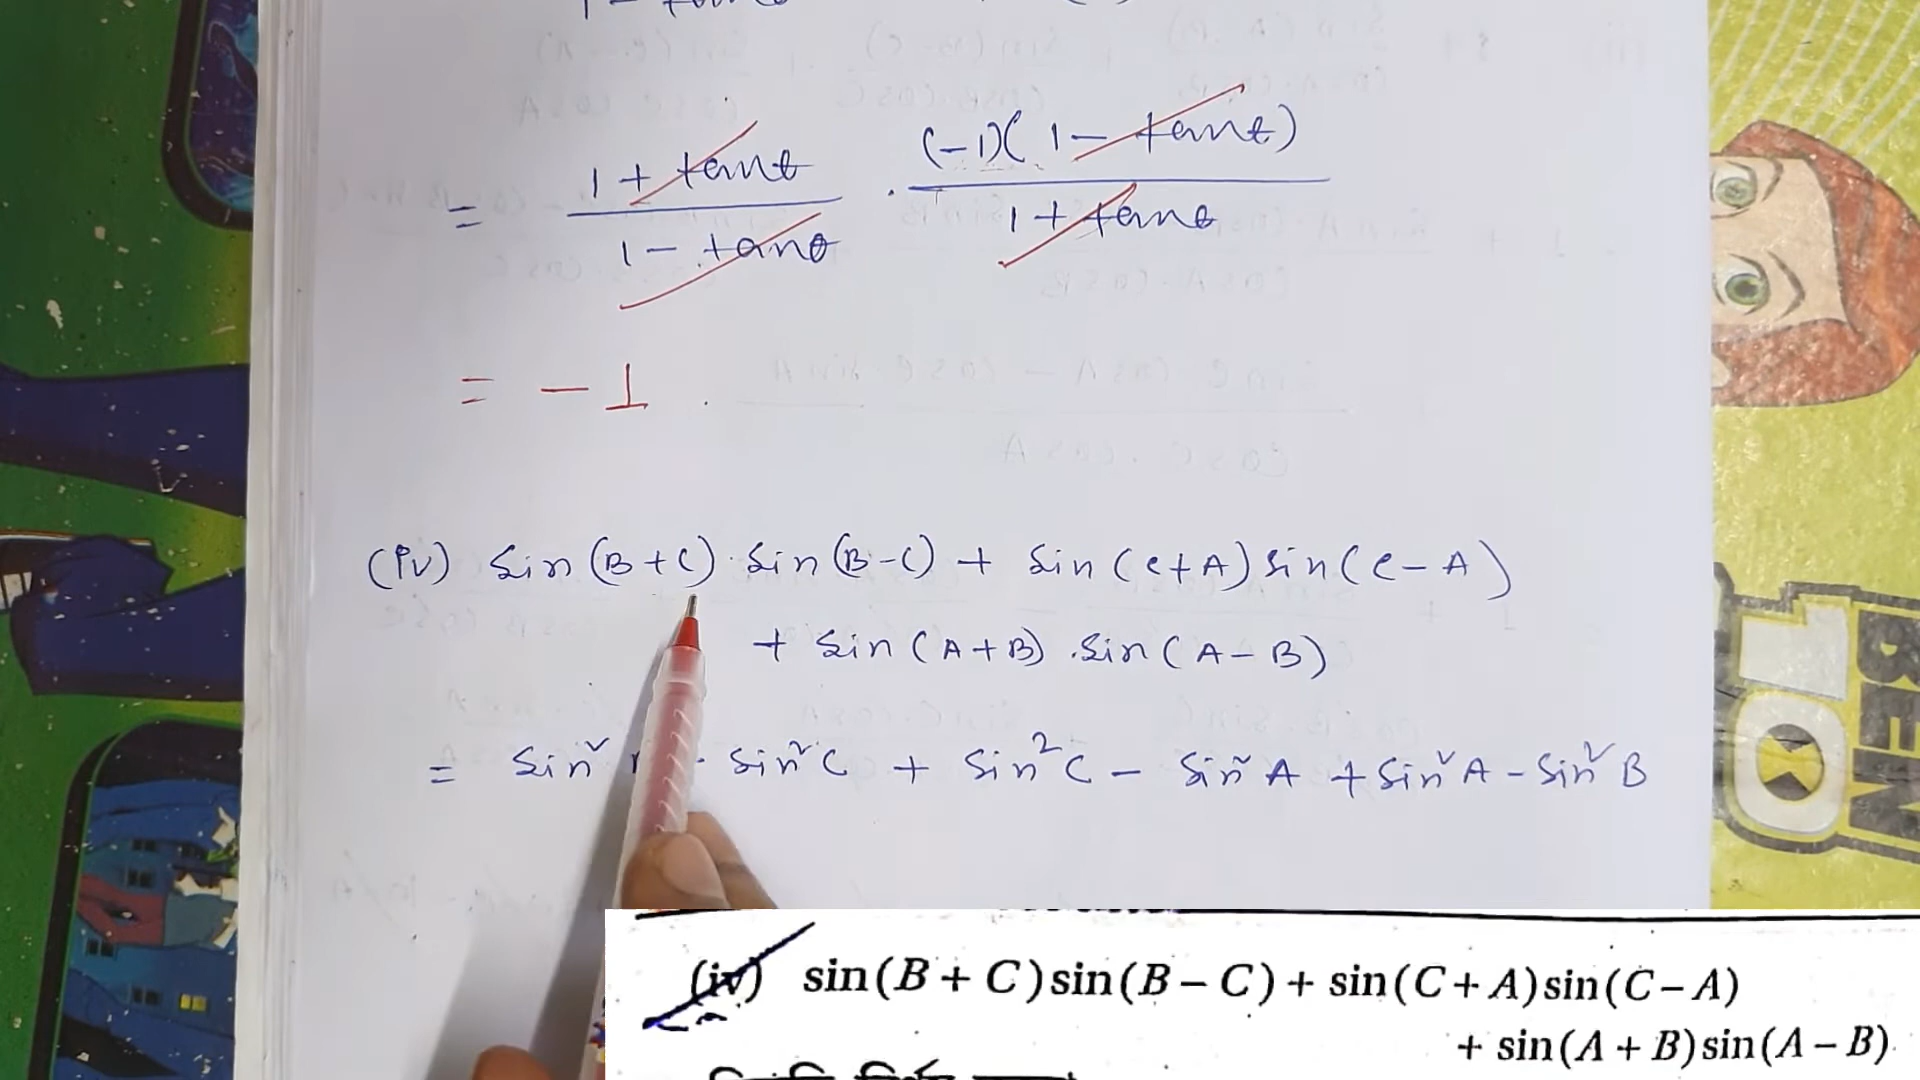 = 1 + tanθ / 1 - tanθ . (-1)(1 - tanθ) / 1 + tanθ
= -1
(iv) sin(B+C) · sin(B-C) + sin(C+A) sin(C-A)
+ sin(A+B) .sin(A-B)
= sin² sin²C + sin²C - sin²A + sin²A - sin²B
BEN
10
(iv) sin(B + C)sin(B - C) + sin(C + A)sin(C - A)
+ sin(A + B)sin(A - B)